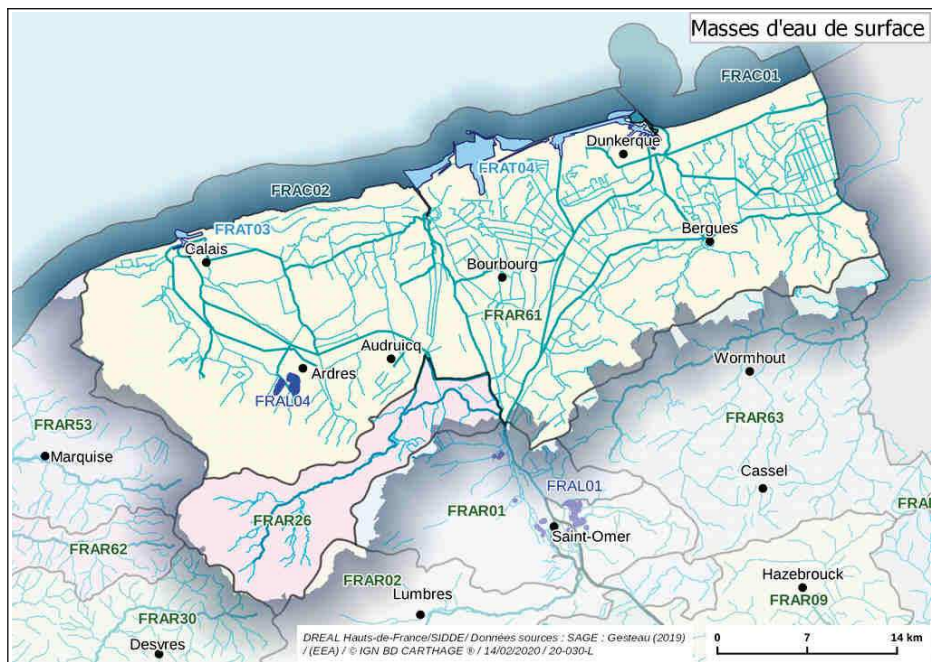 Masses d'eau de surface
FRAC01
Dunkerque
FRAT04
FRAC02
FRAT03
Calais
Bergues
Bourbourg
FRAR61
Audruicq
Ardres
Wormhout
FRAL04
FRAR63
FRAR53
Marquise
Cassel
FRAL01
FRAR01
FRAR26
Saint-Omer
FRAR62
FRAR02
Hazebrouck
Lumbres
FRAR09
FRAR30
Desvres
DREAL Hauts-de-France/SIDDE/ Données sources : SAGE : Gesteau (2019)
/ (EEA) / © IGN BD CARTHAGE ® / 14/02/2020 / 20-030-L
0 7 14 km